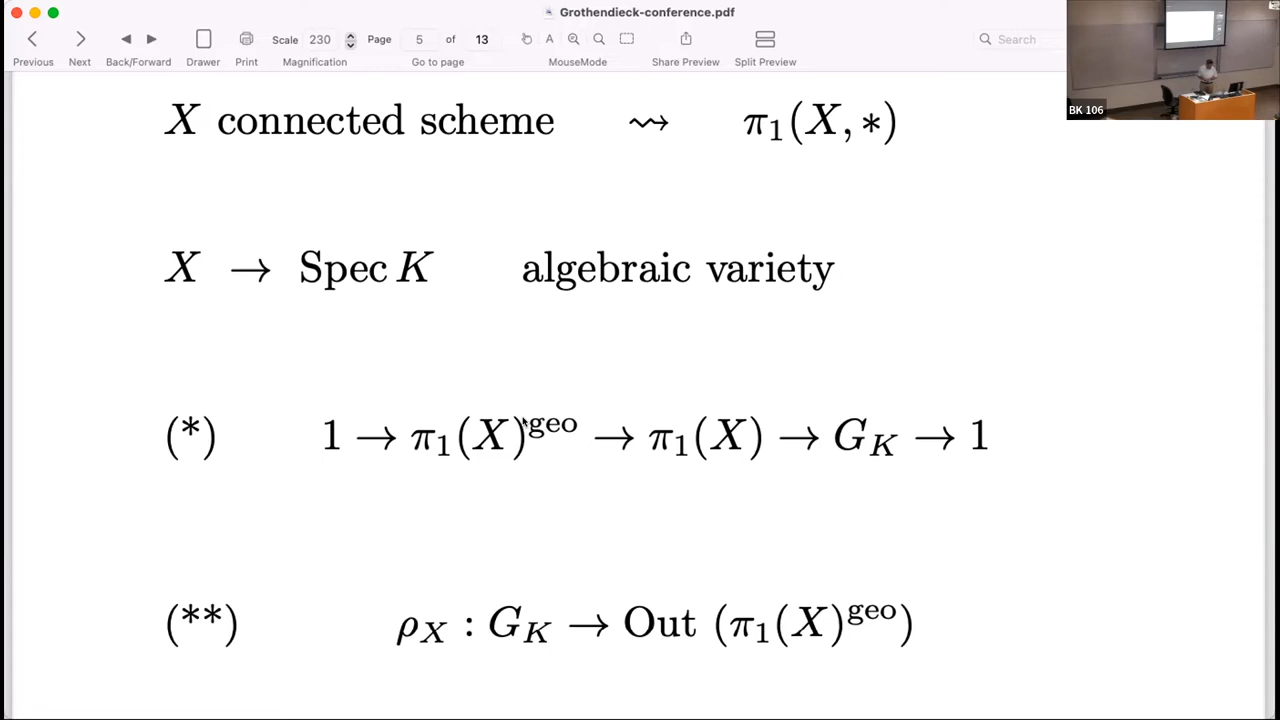 Grothendieck-conference.pdf
Previous Next Back/Forward Drawer Print Scale 230 Magnification Page 5 of 13 Go to page MouseMode Share Preview Split Preview Search
BK 106
X connected scheme ⇝ π₁(X, *)
X → Spec K algebraic variety
(*) 1 → π₁(X)^geo → π₁(X) → G_K → 1
(**) ρ_X : G_K → Out (π₁(X)^geo)